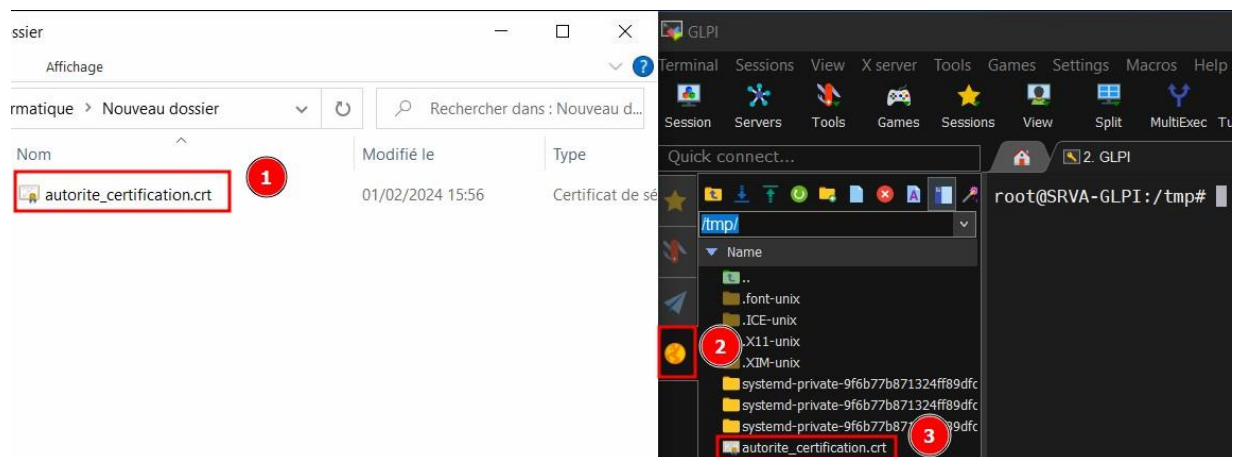 ssier
Affichage
rmatique > Nouveau dossier
Rechercher dans : Nouveau d...
Nom
Modifié le
Type
autorite_certification.crt
1
01/02/2024 15:56
Certificat de sé
GLPI
Terminal Sessions View X server Tools Games Settings Macros Help
Session Servers Tools Games Sessions View Split MultiExec Tu
Quick connect...
2. GLPI
/tmp/
root@SRVA-GLPI:/tmp#
Name
..
.font-unix
.ICE-unix
2
.X11-unix
.XIM-unix
systemd-private-9f6b77b871324ff89dfc
systemd-private-9f6b77b871324ff89dfc
systemd-private-9f6b77b87 9dfc
3
autorite_certification.crt